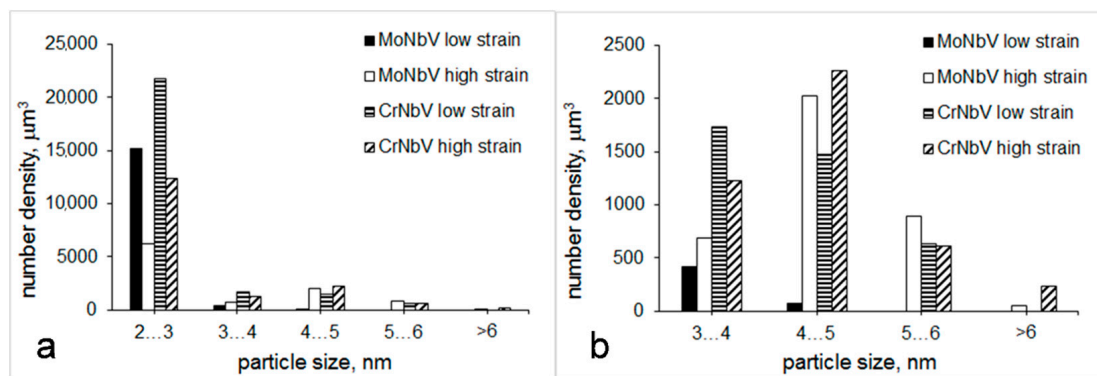 number density, μm³
25,000
20,000
15,000
10,000
5000
0
MoNbV low strain
MoNbV high strain
CrNbV low strain
CrNbV high strain
2...3
3...4
4...5
5...6
>6
particle size, nm
a
number density, μm³
2500
2000
1500
1000
500
0
MoNbV low strain
MoNbV high strain
CrNbV low strain
CrNbV high strain
3...4
4...5
5...6
>6
particle size, nm
b